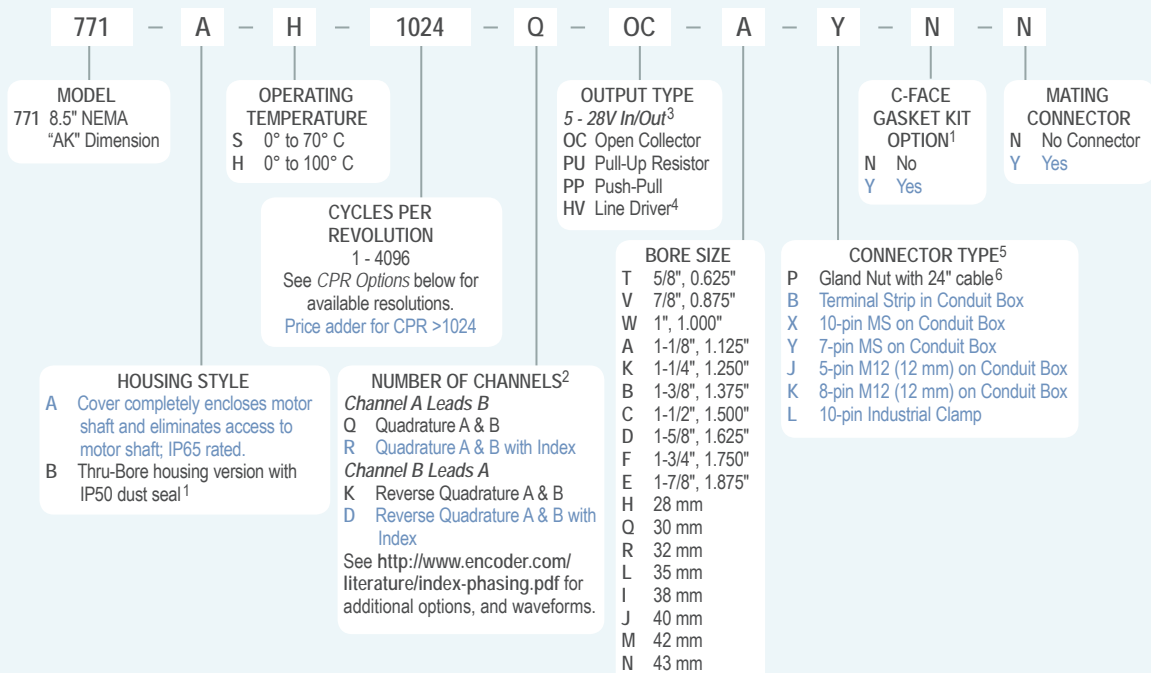 771 – A – H – 1024 – Q – OC – A – Y – N – N
MODEL
771 8.5" NEMA
"AK" Dimension
OPERATING
TEMPERATURE
S 0° to 70° C
H 0° to 100° C
OUTPUT TYPE
5 - 28V In/Out3
OC Open Collector
PU Pull-Up Resistor
PP Push-Pull
HV Line Driver4
C-FACE
GASKET KIT
OPTION1
N No
Y Yes
MATING
CONNECTOR
N No Connector
Y Yes
CYCLES PER
REVOLUTION
1 - 4096
See CPR Options below for
available resolutions.
Price adder for CPR >1024
BORE SIZE
T 5/8", 0.625"
V 7/8", 0.875"
W 1", 1.000"
A 1-1/8", 1.125"
K 1-1/4", 1.250"
B 1-3/8", 1.375"
C 1-1/2", 1.500"
D 1-5/8", 1.625"
F 1-3/4", 1.750"
E 1-7/8", 1.875"
H 28 mm
Q 30 mm
R 32 mm
L 35 mm
I 38 mm
J 40 mm
M 42 mm
N 43 mm
CONNECTOR TYPE5
P Gland Nut with 24" cable6
B Terminal Strip in Conduit Box
X 10-pin MS on Conduit Box
Y 7-pin MS on Conduit Box
J 5-pin M12 (12 mm) on Conduit Box
K 8-pin M12 (12 mm) on Conduit Box
L 10-pin Industrial Clamp
HOUSING STYLE
A Cover completely encloses motor
shaft and eliminates access to
motor shaft; IP65 rated.
B Thru-Bore housing version with
IP50 dust seal1
NUMBER OF CHANNELS2
Channel A Leads B
Q Quadrature A & B
R Quadrature A & B with Index
Channel B Leads A
K Reverse Quadrature A & B
D Reverse Quadrature A & B with
Index
See http://www.encoder.com/
literature/index-phasing.pdf for
additional options, and waveforms.